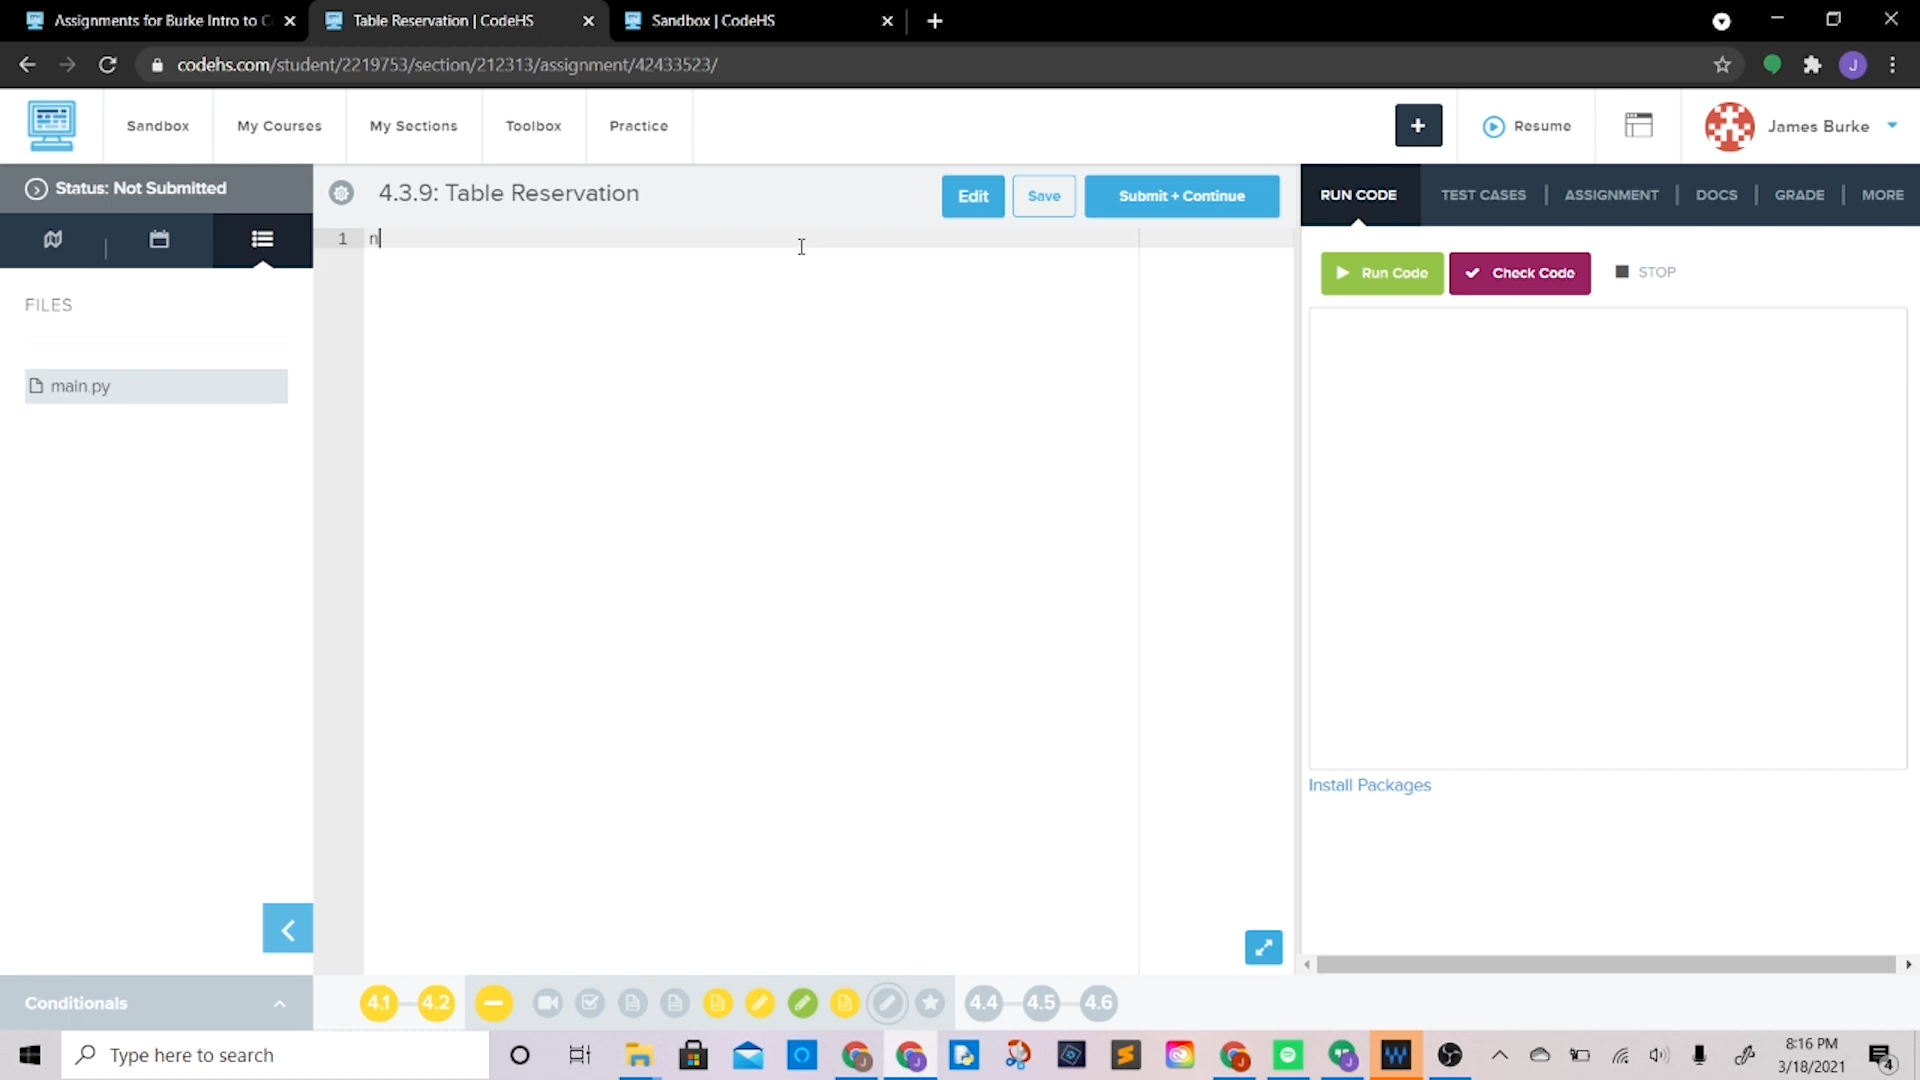 Assignments for Burke Intro to C
Table Reservation | CodeHS
Sandbox | CodeHS
codehs.com/student/2219753/section/212313/assignment/42433523/
J
Sandbox
My Courses
My Sections
Toolbox
Practice
+
Resume
James Burke
Status: Not Submitted
4.3.9: Table Reservation
Edit
Save
Submit + Continue
RUN CODE
TEST CASES
ASSIGNMENT
DOCS
GRADE
MORE
1 n
Run Code
Check Code
STOP
FILES
main.py
Install Packages
Conditionals
4.1
4.2
4.4
4.5
4.6
Type here to search
8:16 PM
3/18/2021
4